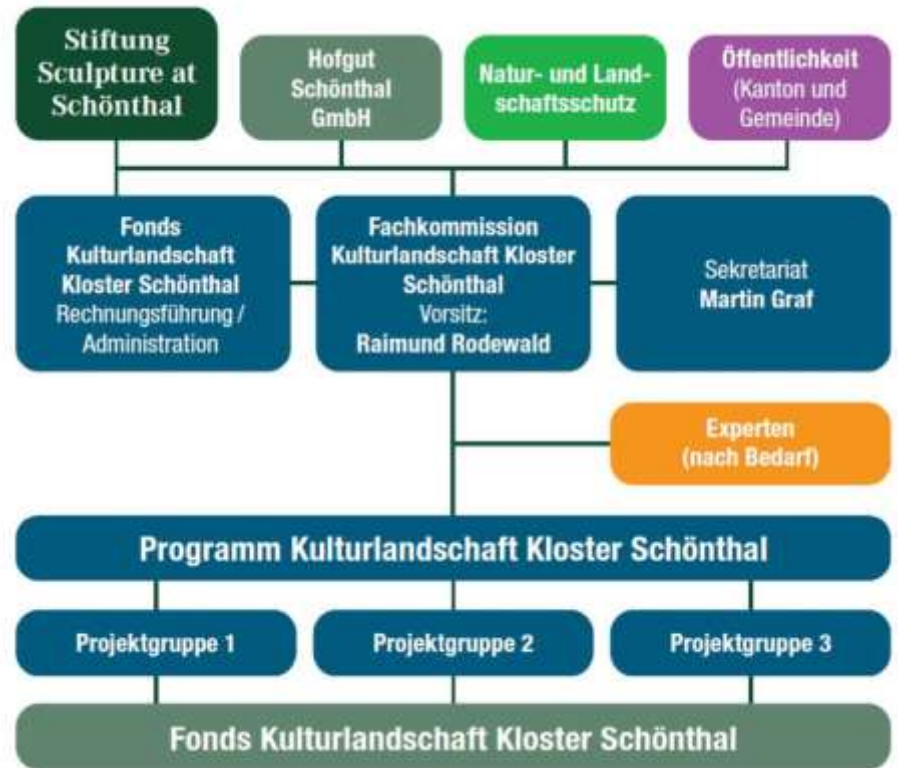 Stiftung
Sculpture at
Schönthal
Hofgut
Schönthal
GmbH
Natur- und Land-
schaftsschutz
Öffentlichkeit
(Kanton und
Gemeinde)
Fonds
Kulturlandschaft
Kloster Schönthal
Rechnungsführung /
Administration
Fachkommission
Kulturlandschaft Kloster
Schönthal
Vorsitz:
Raimund Rodewald
Sekretariat
Martin Graf
Experten
(nach Bedarf)
Programm Kulturlandschaft Kloster Schönthal
Projektgruppe 1
Projektgruppe 2
Projektgruppe 3
Fonds Kulturlandschaft Kloster Schönthal